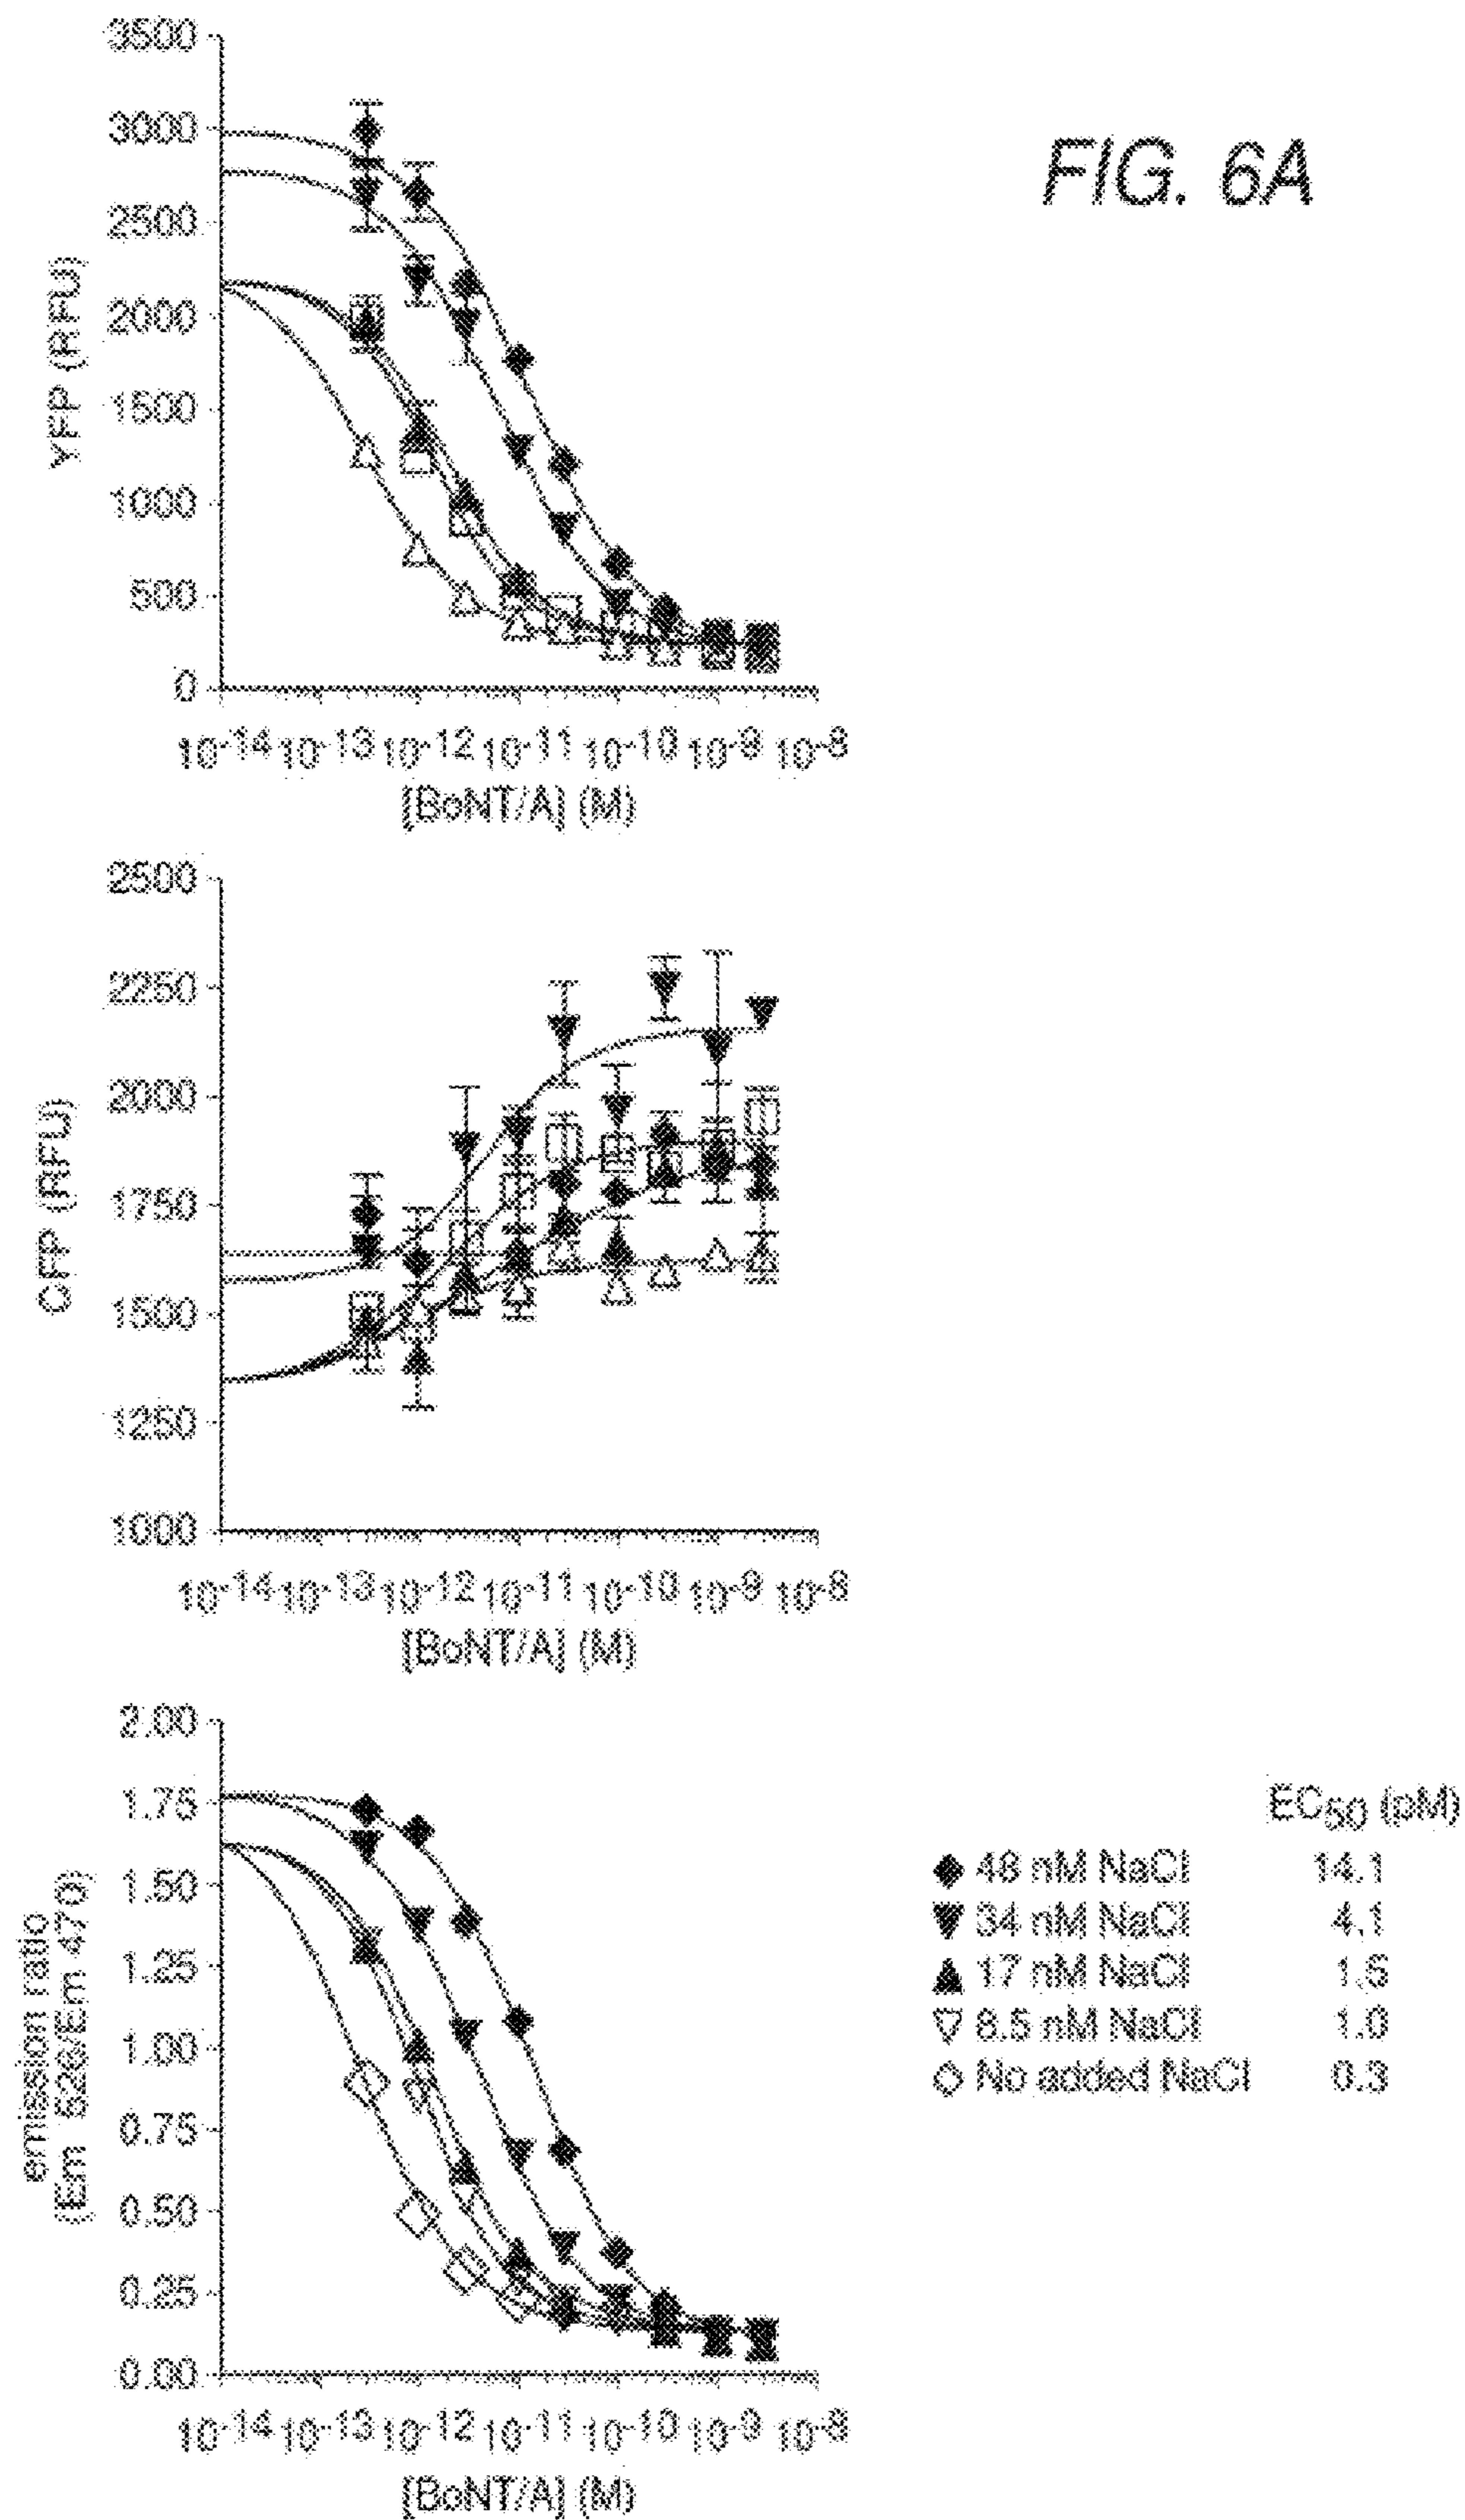 FIG. 6A
YFP (RFU)
3500
3000
2500
2000
1500
1000
500
0
10-14 10-13 10-12 10-11 10-10 10-9 10-8
[BoNT/A] (M)
CFP (RFU)
2500
2250
2000
1750
1500
1250
1000
10-14 10-13 10-12 10-11 10-10 10-9 10-8
[BoNT/A] (M)
emission ratio
(Em 526/Em 470)
2.00
1.75
1.50
1.25
1.00
0.75
0.50
0.25
0.00
10-14 10-13 10-12 10-11 10-10 10-9 10-8
[BoNT/A] (M)
EC50 (pM)
nM NaCl 14.1
34 nM NaCl 4.1
17 nM NaCl
8.5 nM NaCl 1.0
No added NaCl 0.3